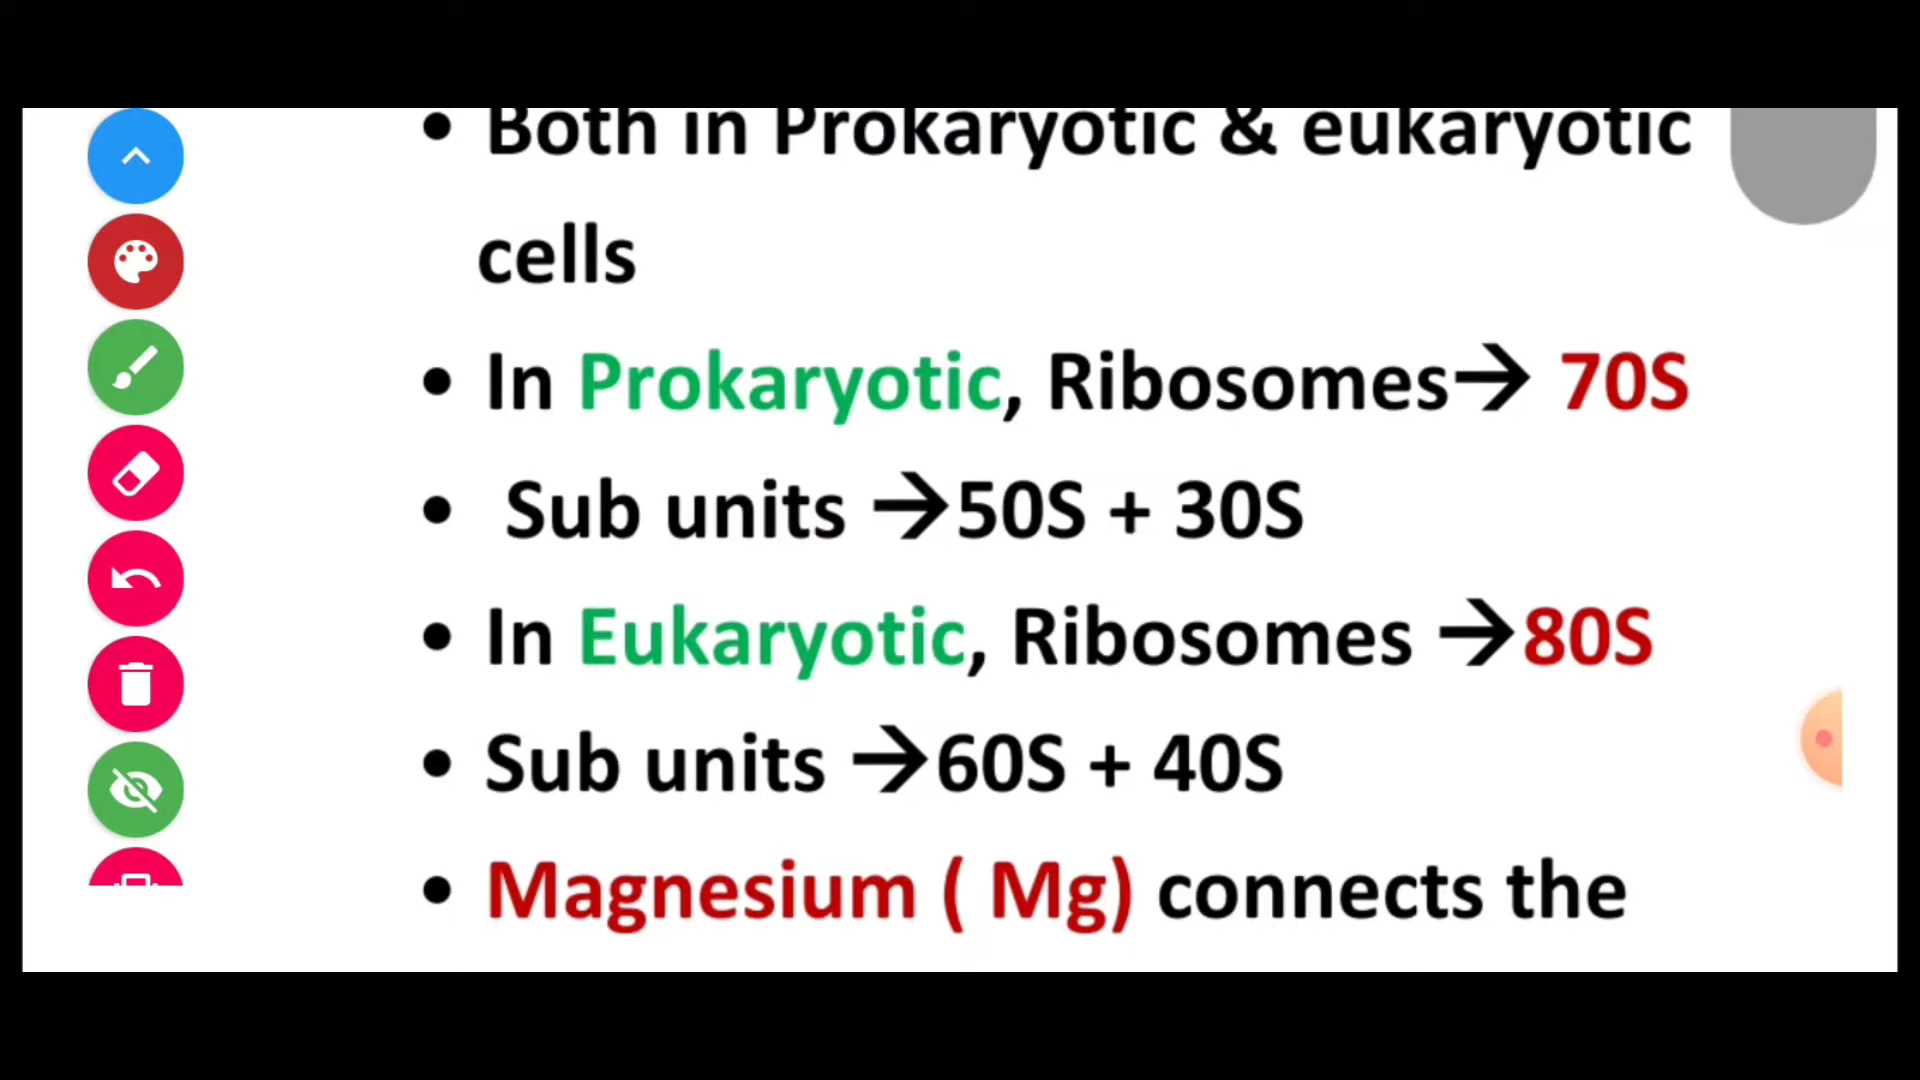 • Both in Prokaryotic & eukaryotic
cells
• In Prokaryotic, Ribosomes→ 70S
• Sub units →50S + 30S
• In Eukaryotic, Ribosomes →80S
• Sub units →60S + 40S
• Magnesium ( Mg) connects the